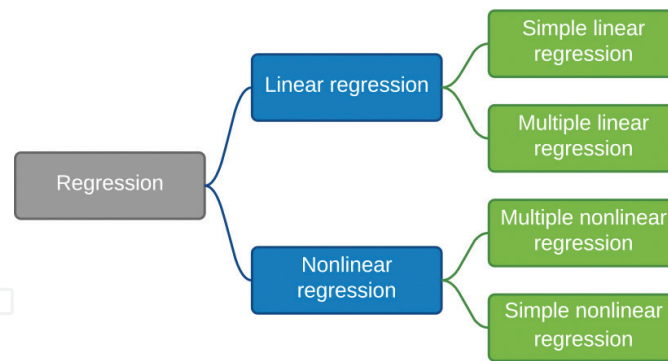 Regression
Linear regression
Nonlinear
regression
Simple linear
regression
Multiple linear
regression
Multiple nonlinear
regression
Simple nonlinear
regression